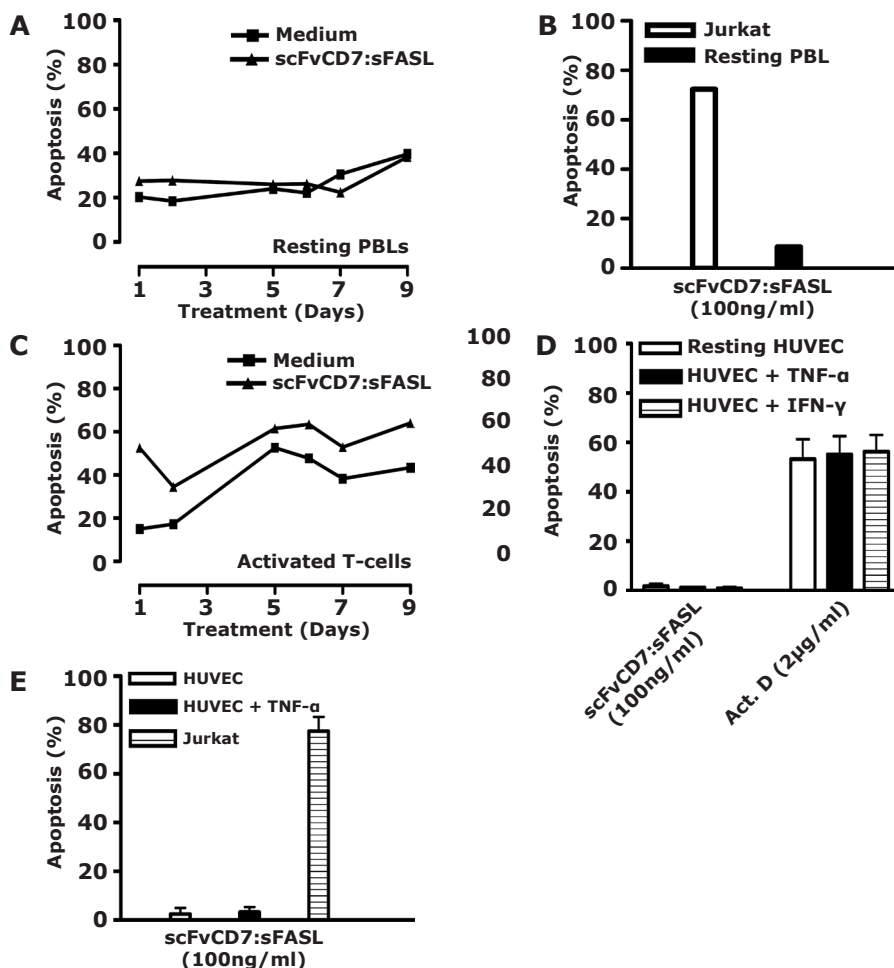 A
Apoptosis (%)
100
80
60
40
20
0
Medium
scFvCD7:sFASL
Resting PBLs
1 3 5 7 9
Treatment (Days)
B
Apoptosis (%)
100
80
60
40
20
0
Jurkat
Resting PBL
scFvCD7:sFASL
(100ng/ml)
C
Apoptosis (%)
100
80
60
40
20
0
Medium
scFvCD7:sFASL
Activated T-cells
1 3 5 7 9
Treatment (Days)
100
80
60
40
20
0
D
Apoptosis (%)
100
80
60
40
20
0
Resting HUVEC
HUVEC + TNF-α
HUVEC + IFN-γ
scFvCD7:sFASL
(100ng/ml)
Act. D (2μg/ml)
E
Apoptosis (%)
100
80
60
40
20
0
HUVEC
HUVEC + TNF-α
Jurkat
scFvCD7:sFASL
(100ng/ml)